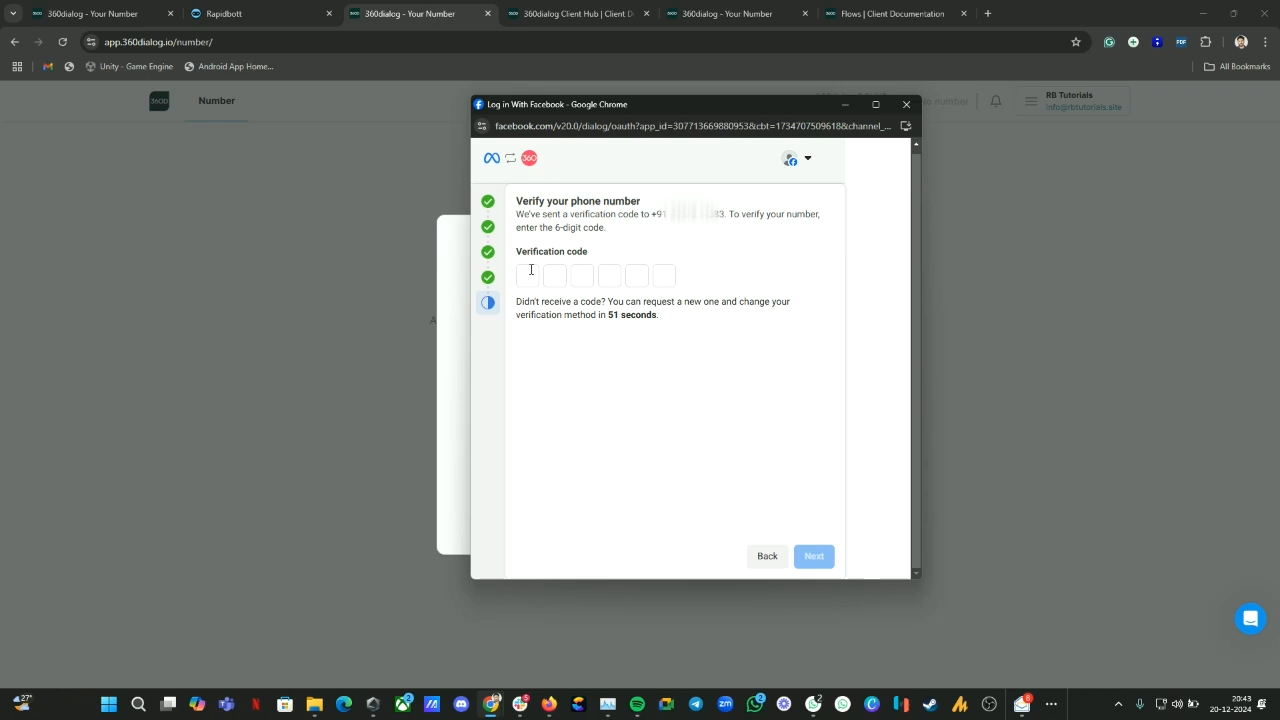 360dialog - Your Number
Rapidbott
360dialog - Your Number
360dialog Client Hub | Client D
360dialog - Your Number
Flows | Client Documentation
app.360dialog.io/number/
Unity - Game Engine
Android App Home...
All Bookmarks
360D
Number
No number
RB Tutorials
info@rbtutorials.site
Log in With Facebook - Google Chrome
facebook.com/v20.0/dialog/oauth?app_id=307713669880953&cbt=1734707509618&channel_...
360
Verify your phone number
We've sent a verification code to +91 83. To verify your number,
enter the 6-digit code.
Verification code
Didn't receive a code? You can request a new one and change your
verification method in 51 seconds.
Back
Next
27°
20:43
20-12-2024